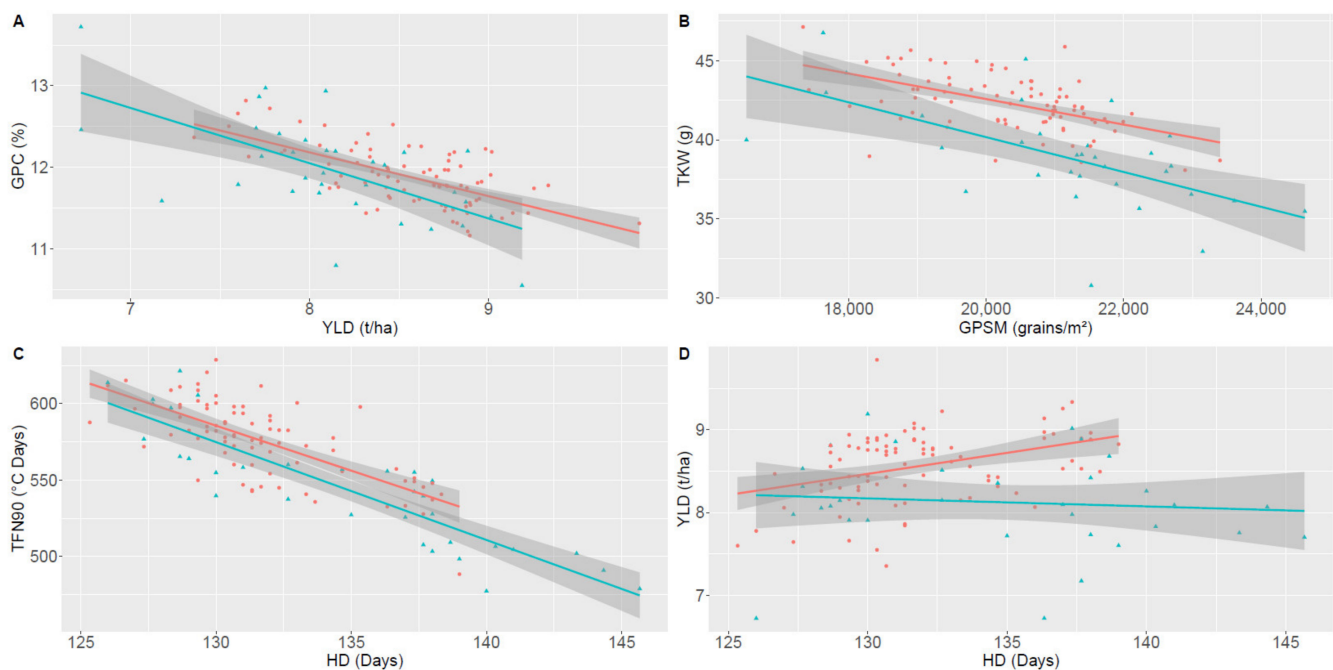 A
GPC (%)
13
12
11
7
8
9
YLD (t/ha)
B
TKW (g)
45
40
35
30
18,000
20,000
22,000
24,000
GPSM (grains/m²)
C
TFN90 (°C Days)
600
550
500
125
130
135
140
145
HD (Days)
D
YLD (t/ha)
9
8
7
125
130
135
140
145
HD (Days)